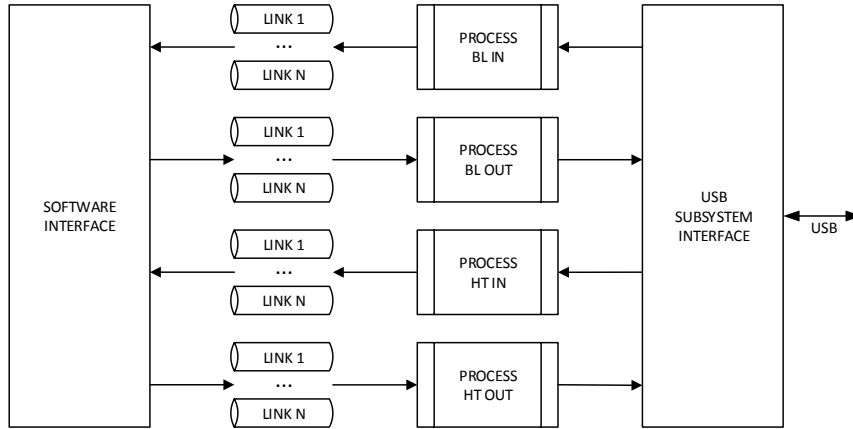 SOFTWARE
INTERFACE
LINK 1
...
LINK N
PROCESS
BL IN
LINK 1
...
LINK N
PROCESS
BL OUT
LINK 1
...
LINK N
PROCESS
HT IN
LINK 1
...
LINK N
PROCESS
HT OUT
USB
SUBSYSTEM
INTERFACE
USB